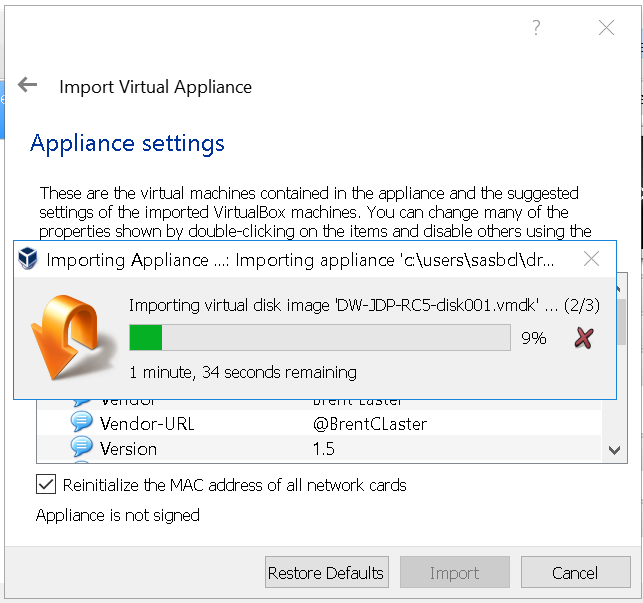 ?
Import Virtual Appliance
Appliance settings
These are the virtual machines contained in the appliance and the suggested
settings of the imported VirtualBox machines. You can change many of the
properties shown by double-clicking on the items and disable others using the
Importing Appliance ...: Importing appliance 'c:\users\sasbcl\dr...
Importing virtual disk image 'DW-JDP-RC5-disk001.vmdk' ... (2/3)
9%
1 minute, 34 seconds remaining
Vendor Brent Laster
Vendor-URL @BrentCLaster
Version 1.5
Reinitialize the MAC address of all network cards
Appliance is not signed
Restore Defaults Import Cancel